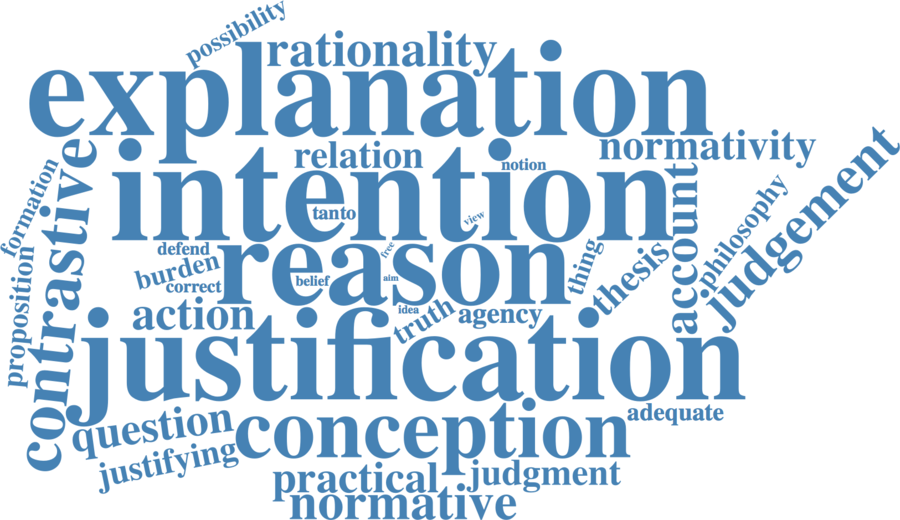 possibility
rationality
explanation
normativity
judgement
relation
notion
intention
formation
contrastive
tanto
view
account
philosophy
defend
free
reason
thing
thesis
burden
belief
aim
correct
proposition
idea
action
truth
agency
justification
question
conception
adequate
justifying
practical
judgment
normative